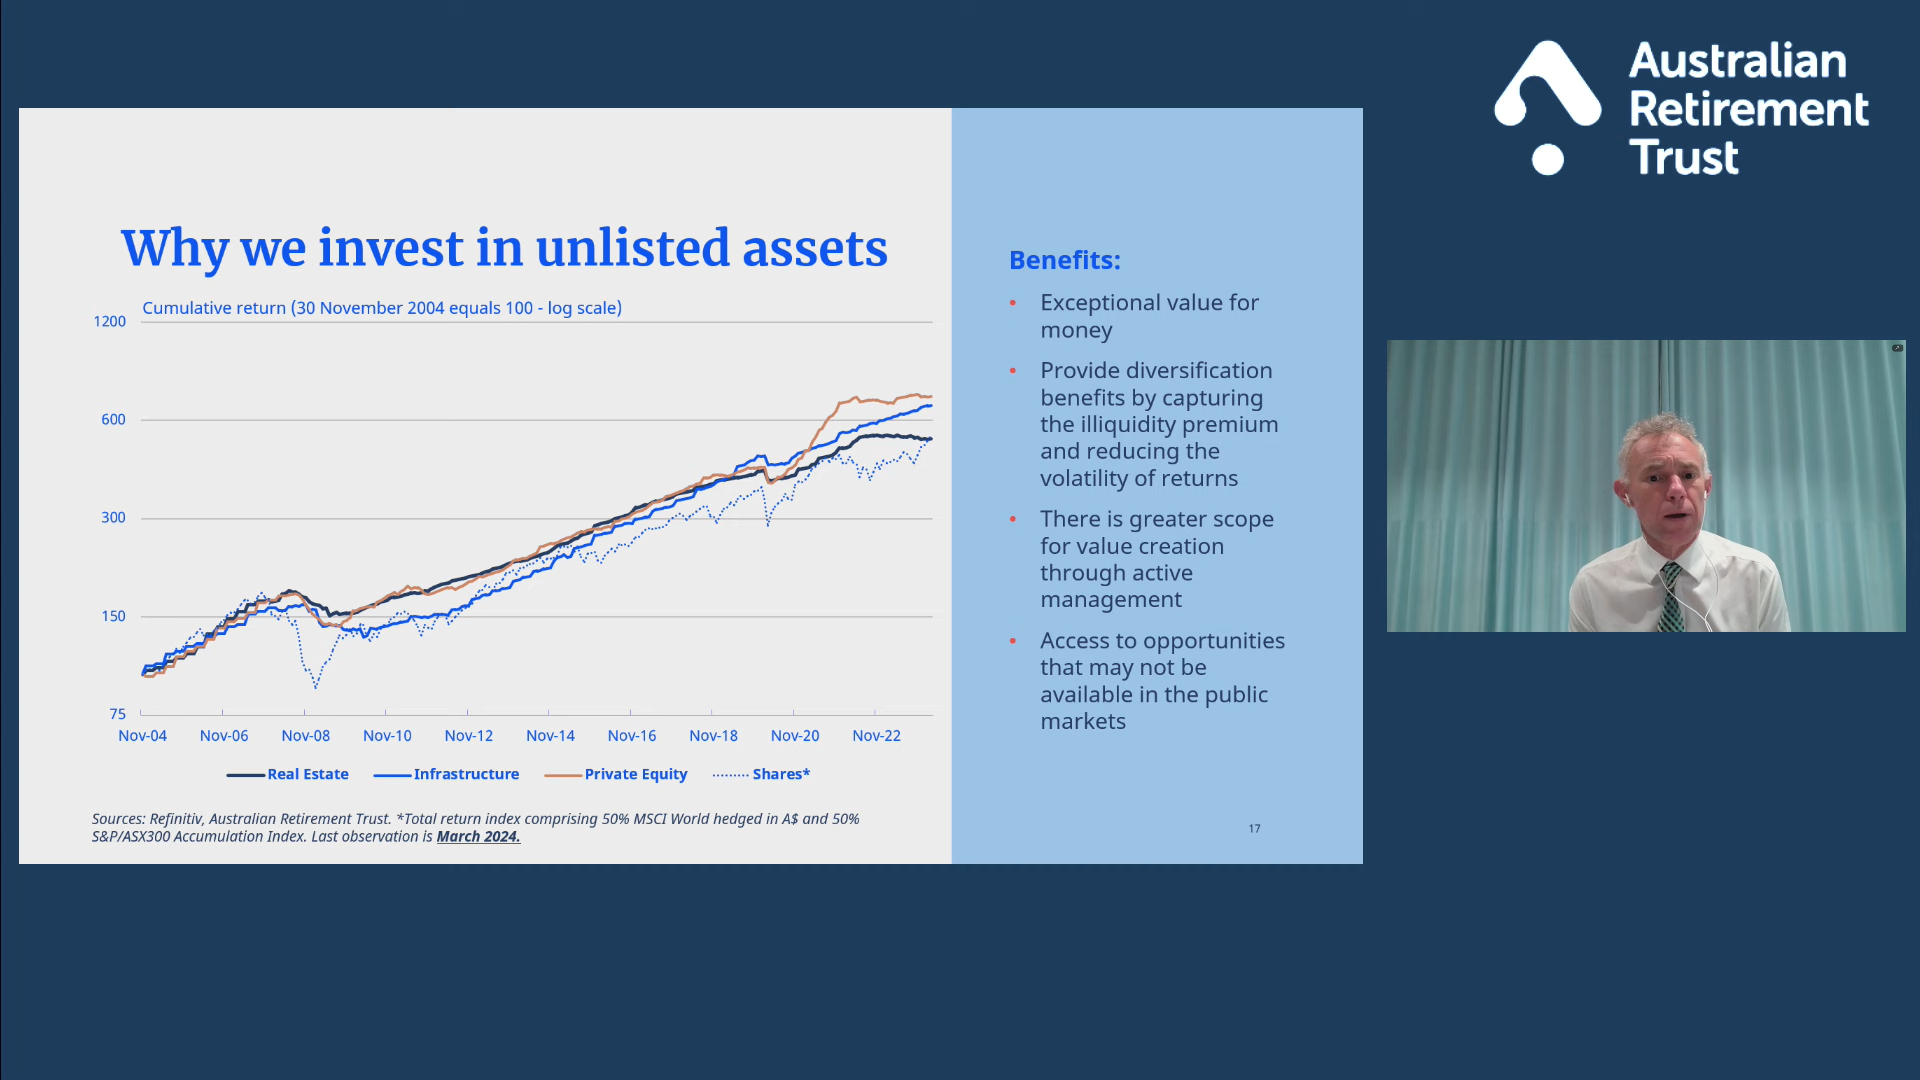 Australian
Retirement
Trust
Why we invest in unlisted assets
Cumulative return (30 November 2004 equals 100 - log scale)
1200
600
300
150
75
Nov-04 Nov-06 Nov-08 Nov-10 Nov-12 Nov-14 Nov-16 Nov-18 Nov-20 Nov-22
Real Estate Infrastructure Private Equity Shares*
Sources: Refinitiv, Australian Retirement Trust. *Total return index comprising 50% MSCI World hedged in A$ and 50%
S&P/ASX300 Accumulation Index. Last observation is March 2024.
Benefits:
• Exceptional value for
money
• Provide diversification
benefits by capturing
the illiquidity premium
and reducing the
volatility of returns
• There is greater scope
for value creation
through active
management
• Access to opportunities
that may not be
available in the public
markets
17